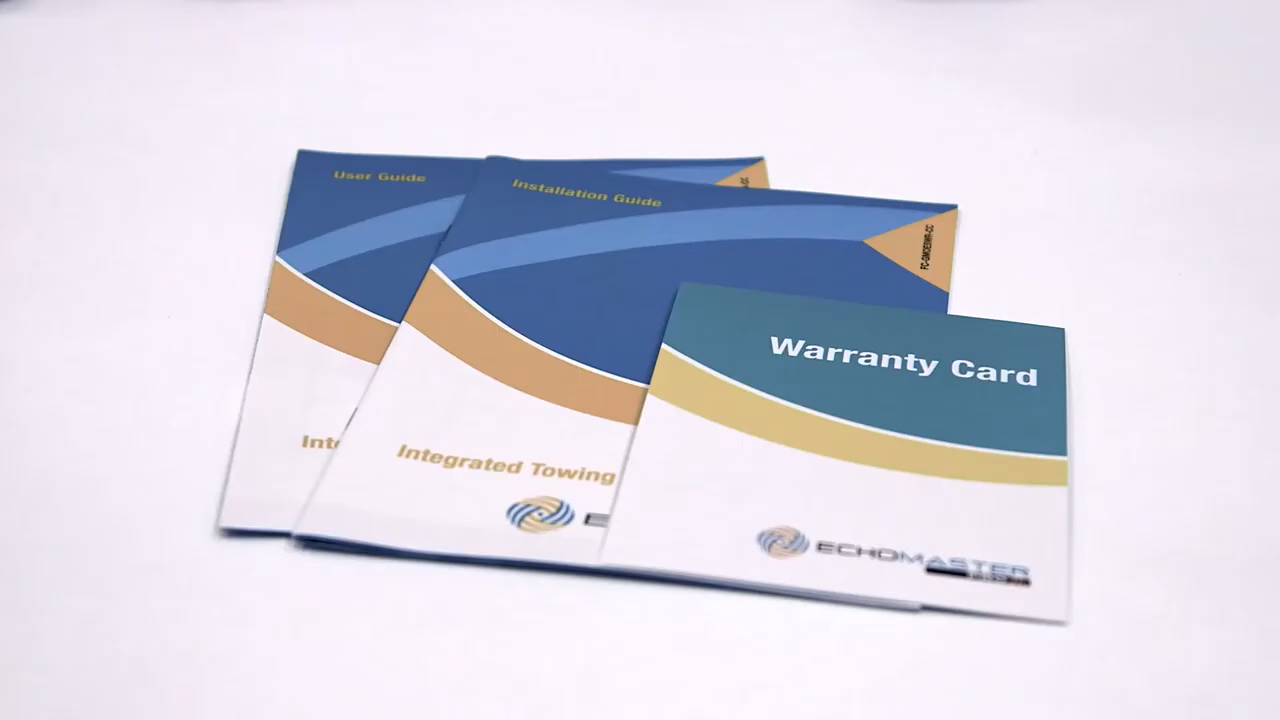 User Guide
Installation Guide
Warranty Card
Integrated Towing
ECHOMASTER